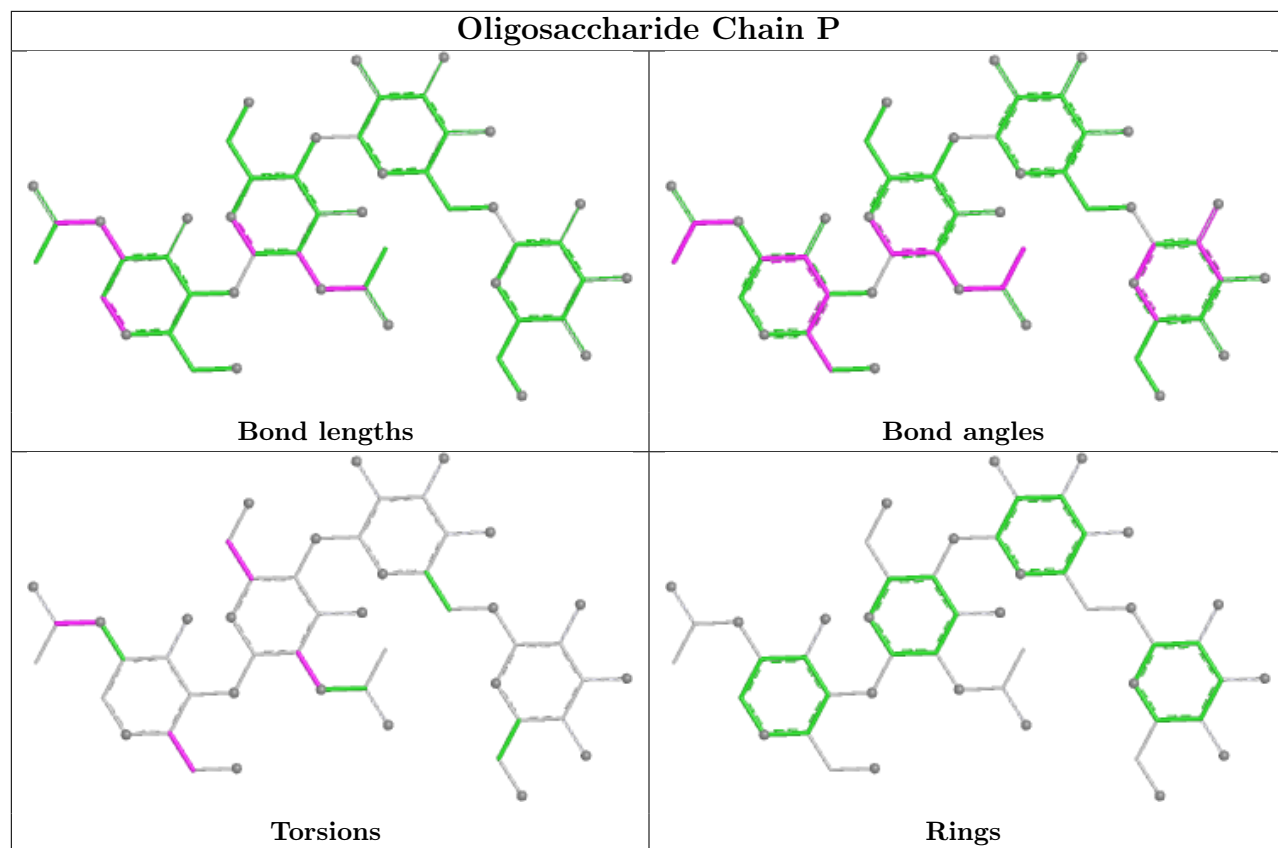 Oligosaccharide Chain P
Bond lengths
Bond angles
Torsions
Rings